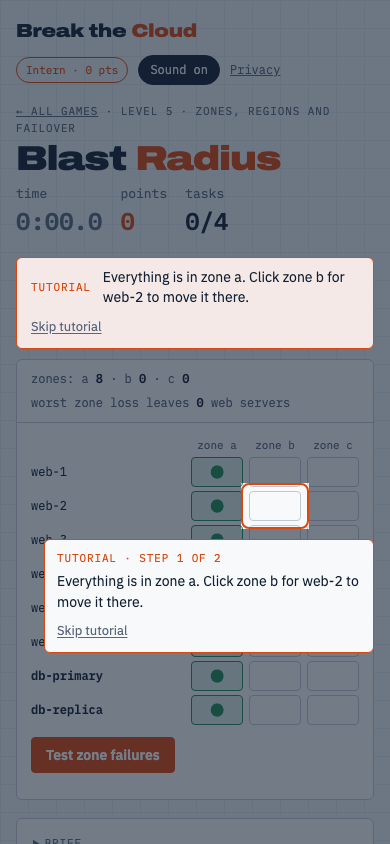 Break the Cloud
Intern · 0 pts
Sound on
Privacy
← ALL GAMES · LEVEL 5 · ZONES, REGIONS AND
FAILOVER
Blast Radius
time points tasks
0:00.0 0 0/4
TUTORIAL
Everything is in zone a. Click zone b for
web-2 to move it there.
Skip tutorial
zones: a 8 · b 0 · c 0
worst zone loss leaves 0 web servers
zone a zone b zone c
web-1
web-2
TUTORIAL · STEP 1 OF 2
Everything is in zone a. Click zone b for web-2 to
move it there.
Skip tutorial
db-primary
db-replica
Test zone failures
▶ BRIEF